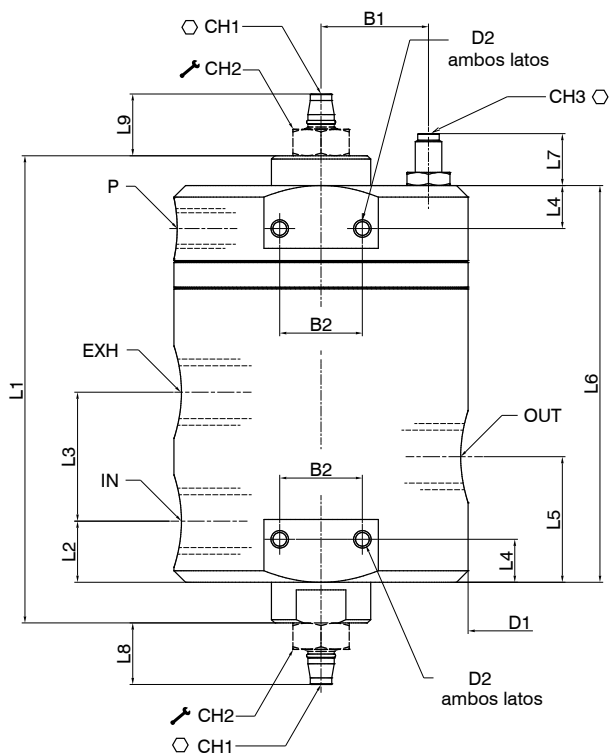 CH1
B1
D2
ambos latos
CH2
CH3
L9
L7
P
L4
B2
L1
L6
EXH
OUT
L3
B2
IN
L5
L2
L4
D1
L8
D2
ambos latos
CH2
CH1